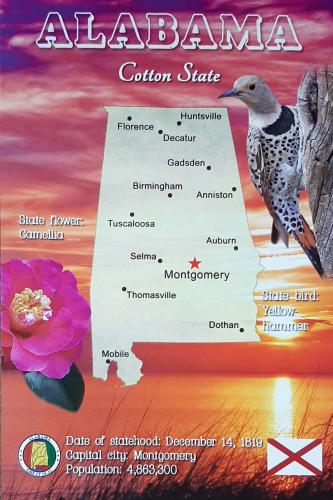 ALABAMA
Cotton State
Huntsville
Florence
Decatur
Gadsden
Birmingham
Anniston
State flower:
Camellia
Tuscaloosa
Auburn
Selma
Montgomery
Thomasville
State bird:
Yellow-
hammer
Dothan
Mobile
Date of statehood: December 14, 1819
Capital city: Montgomery
Population: 4,863,300